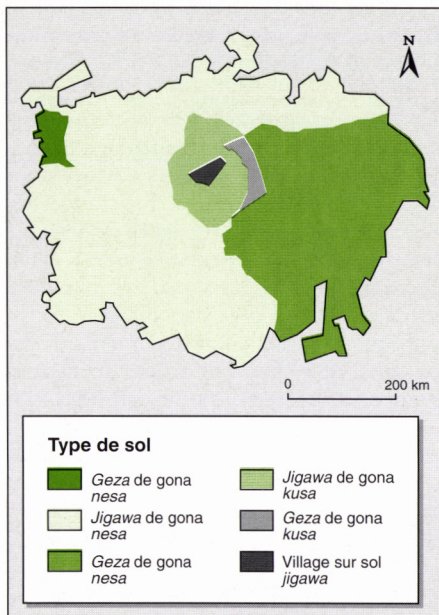 N
0 200 km
Type de sol
Geza de gona
nesa
Jigawa de gona
nesa
Geza de gona
nesa
Jigawa de gona
kusa
Geza de gona
kusa
Village sur sol
jigawa